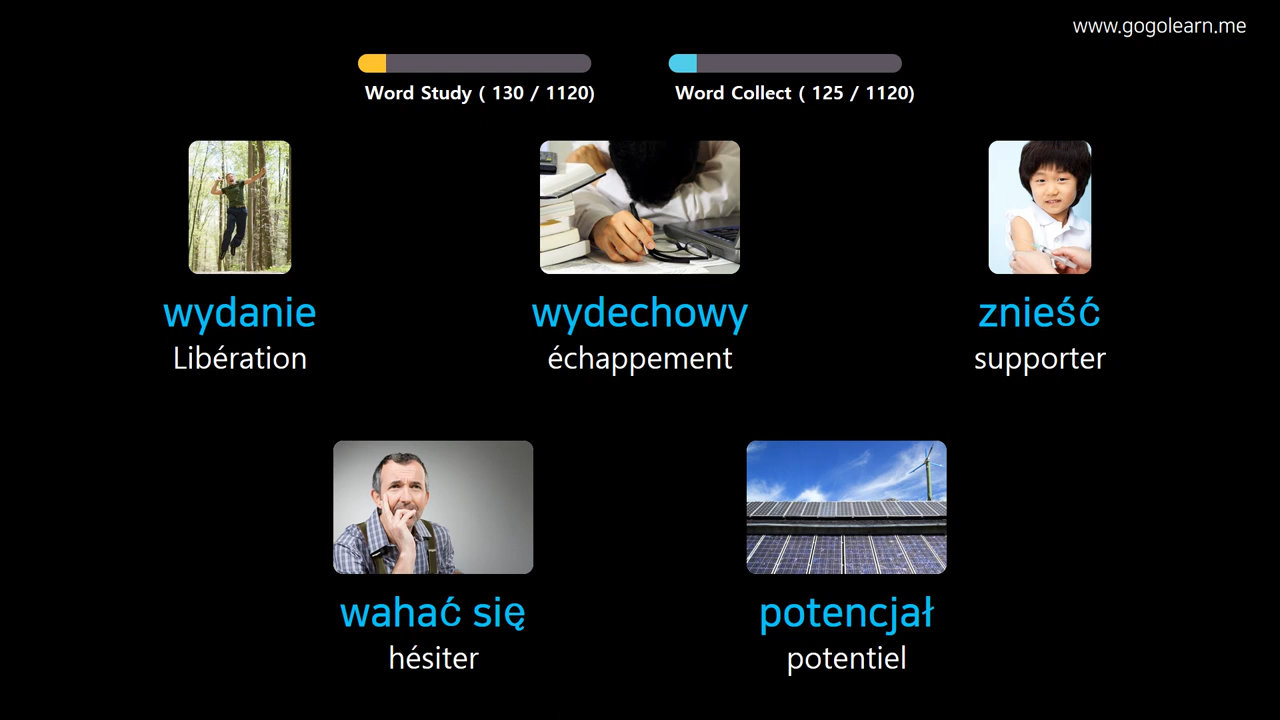 www.gogolearn.me
Word Study ( 130 / 1120)
Word Collect ( 125 / 1120)
wydanie
Libération
wydechowy
échappement
znieść
supporter
wahać się
hésiter
potencjał
potentiel